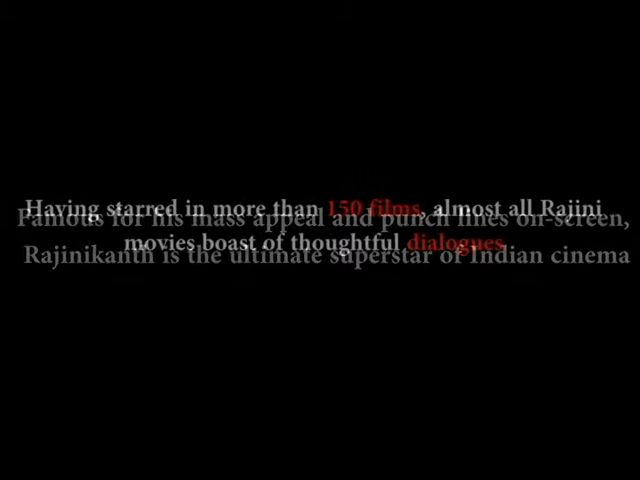 Having starred in more than 150 films, almost all Rajini
movies boast of thoughtful dialogues.
Famous for his mass appeal and punch lines on-screen,
Rajinikanth is the ultimate superstar of Indian cinema